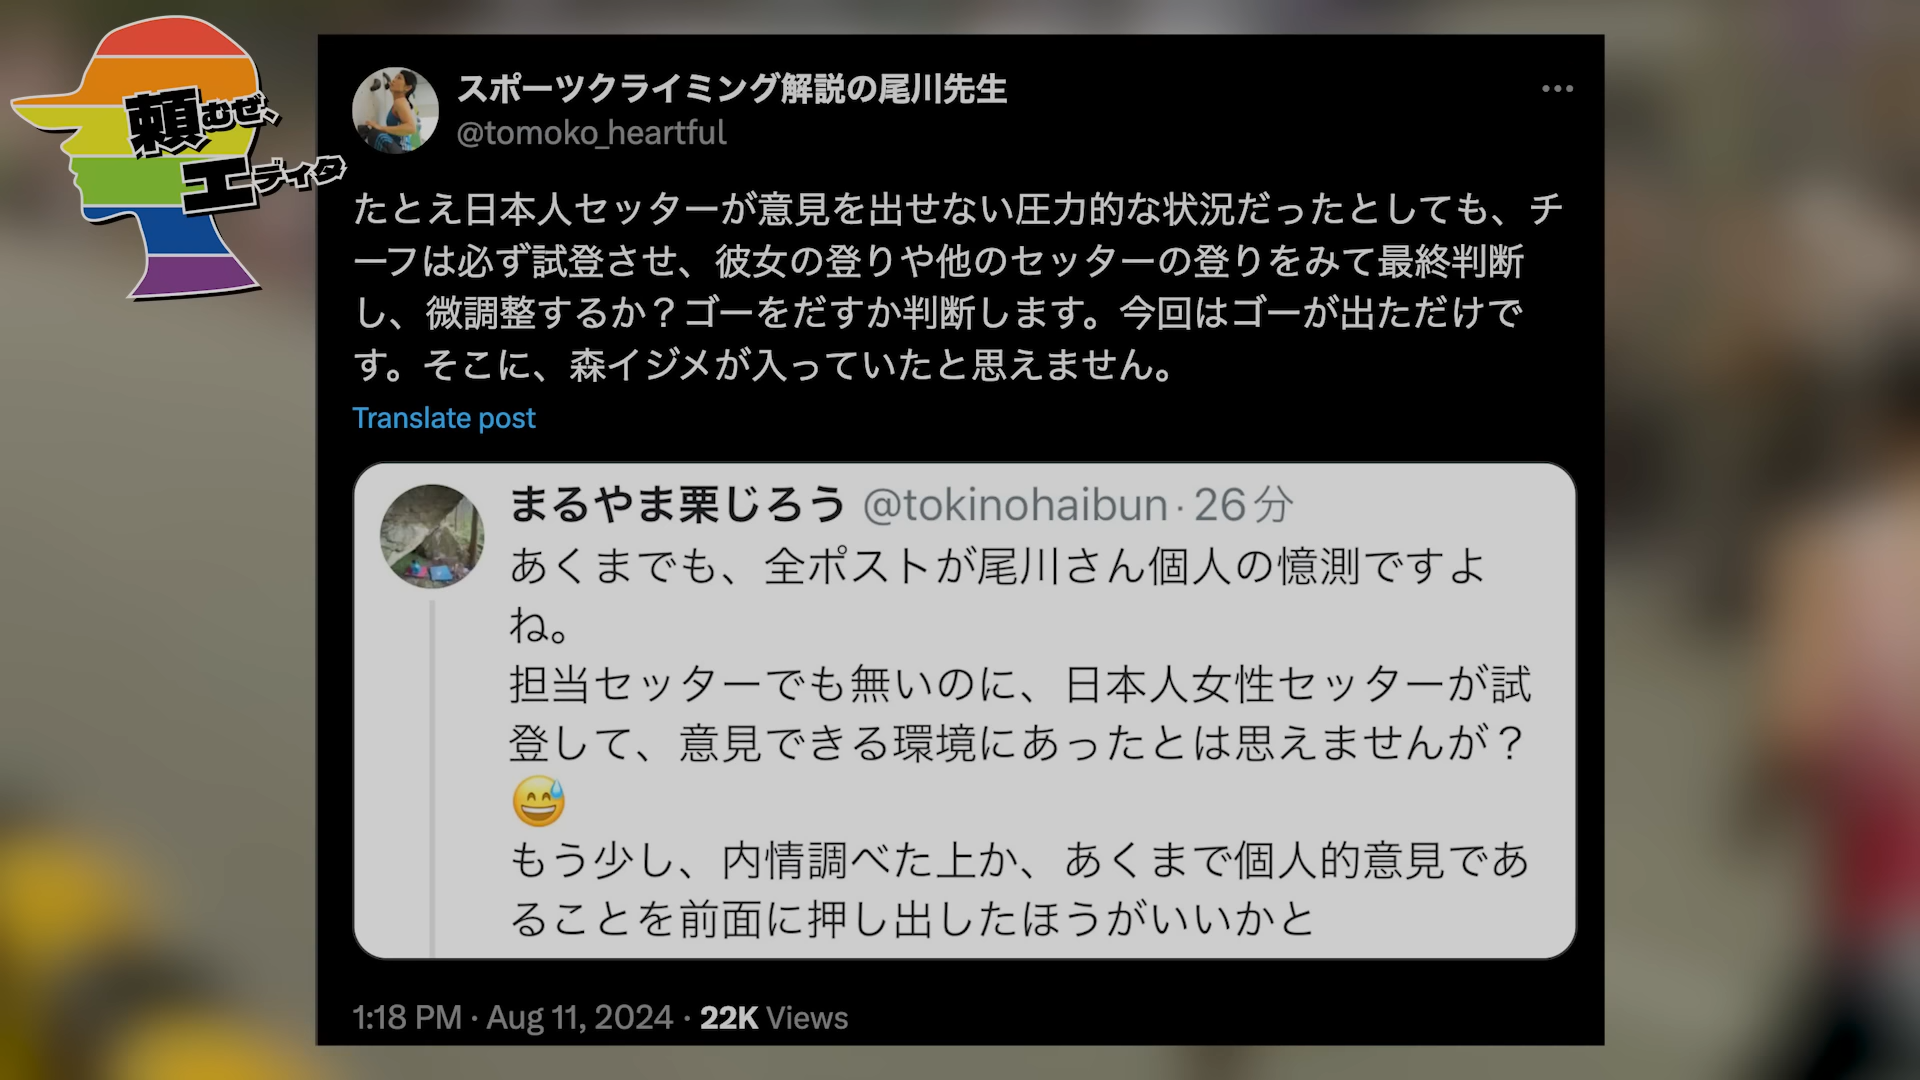 頼むぜ、
エディタ
スポーツクライミング解説の尾川先生
@tomoko_heartful
たとえ日本人セッターが意見を出せない圧力的な状況だったとしても、チ
ーフは必ず試登させ、彼女の登りや他のセッターの登りをみて最終判断
し、微調整するか？ゴーをだすか判断します。今回はゴーが出ただけで
す。そこに、森イジメが入っていたと思えません。
Translate post
まるやま栗じろう @tokinohaibun · 26分
あくまでも、全ポストが尾川さん個人の憶測ですよ
ね。
担当セッターでも無いのに、日本人女性セッターが試
登して、意見できる環境にあったとは思えませんが？
😅
もう少し、内情調べた上か、あくまで個人的意見であ
ることを前面に押し出したほうがいいかと
1:18 PM · Aug 11, 2024 · 22K Views